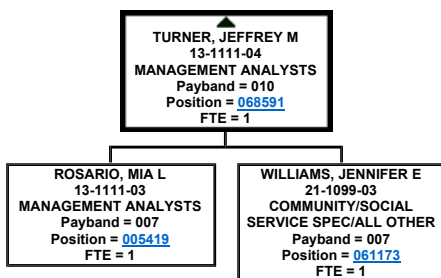 TURNER, JEFFREY M
13-1111-04
MANAGEMENT ANALYSTS
Payband = 010
Position = 068591
FTE = 1
ROSARIO, MIA L
13-1111-03
MANAGEMENT ANALYSTS
Payband = 007
Position = 005419
FTE = 1
WILLIAMS, JENNIFER E
21-1099-03
COMMUNITY/SOCIAL
SERVICE SPEC/ALL OTHER
Payband = 007
Position = 061173
FTE = 1